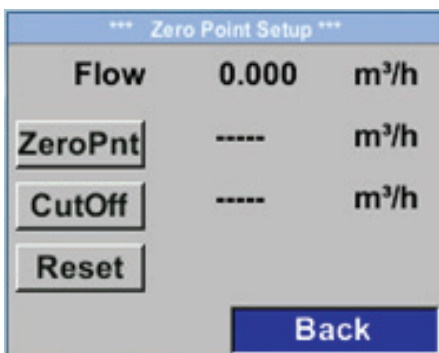 *** Zero Point Setup ***
Flow 0.000 m³/h
ZeroPnt ----- m³/h
CutOff ----- m³/h
Reset
Back